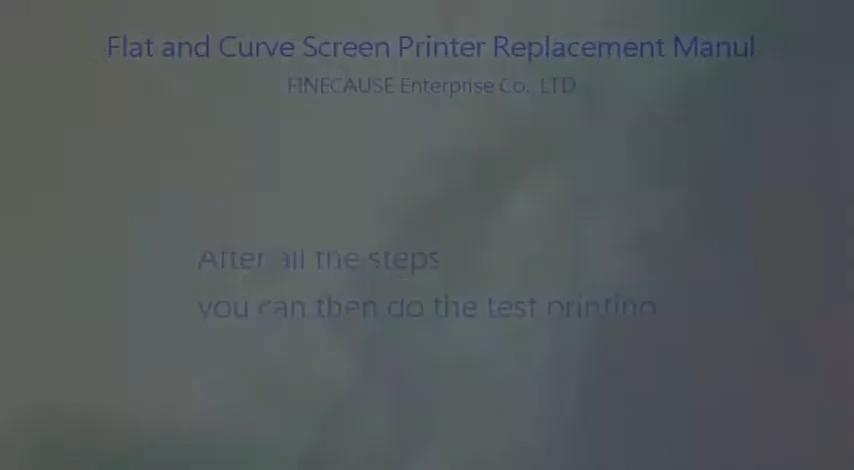 Flat and Curve Screen Printer Replacement Manul
FINECAUSE Enterprise Co., LTD
After all the steps
you can then do the test printing